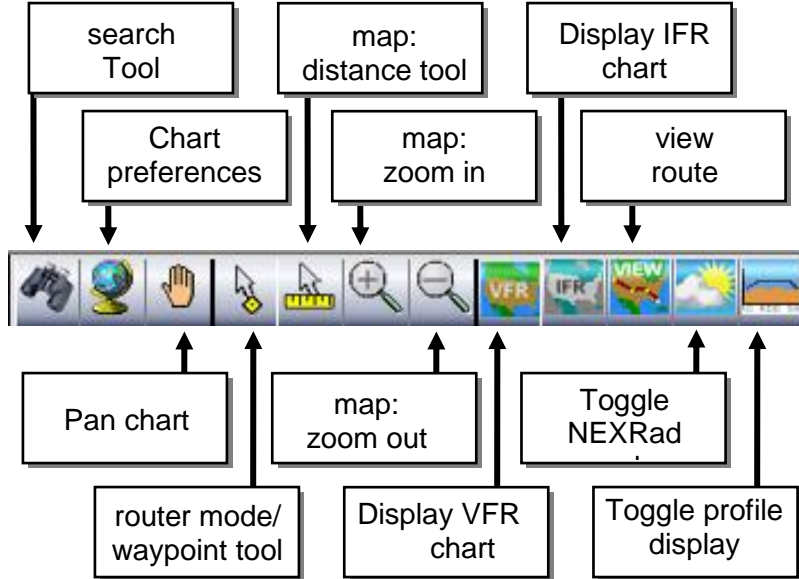 search
Tool
map:
distance tool
Display IFR
chart
Chart
preferences
map:
zoom in
view
route
VFR
IFR
VIEW
Pan chart
map:
zoom out
Toggle
NEXRad
router mode/
waypoint tool
Display VFR
chart
Toggle profile
display